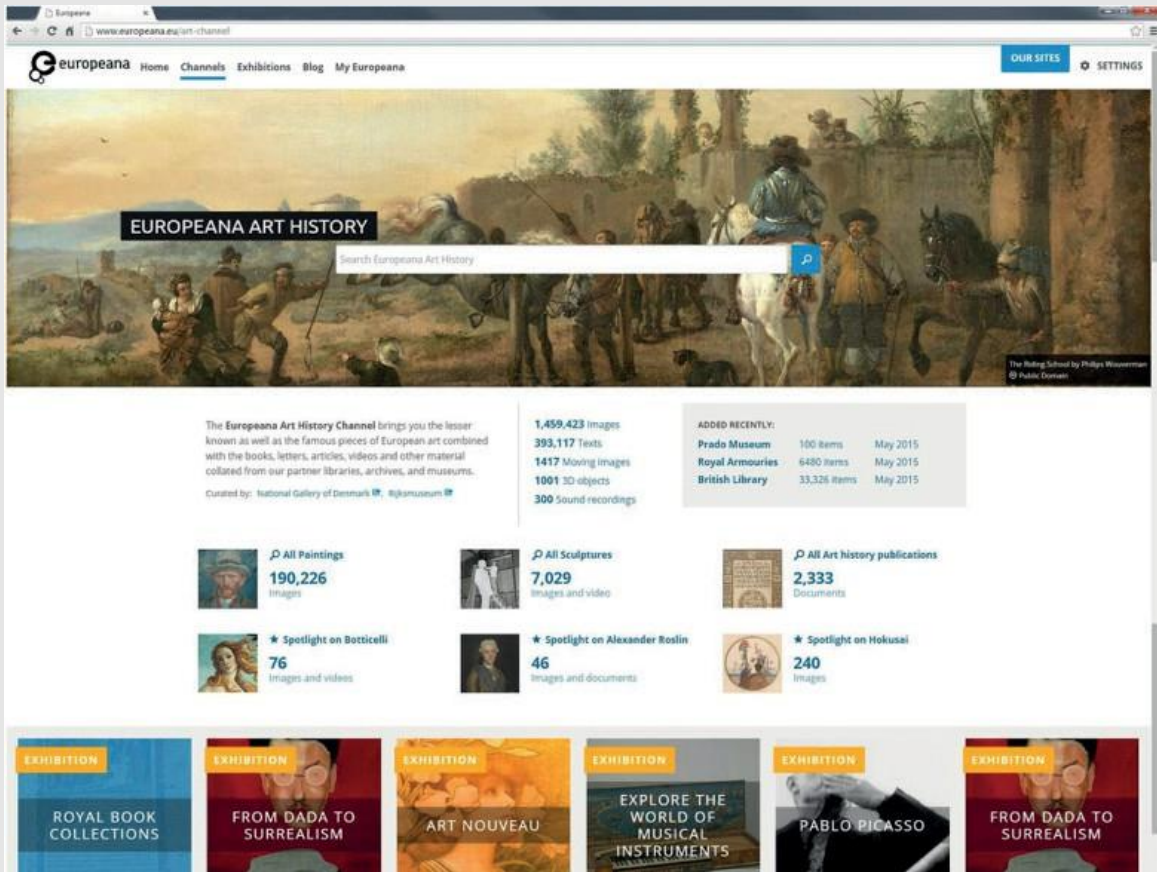 Europeana
www.europeana.eu/art-channel
europeana Home Channels Exhibitions Blog My Europeana
OUR SITES
SETTINGS
EUROPEANA ART HISTORY
Search Europeana Art History
The Riding School by Philips Wouwerman
Public Domain
The Europeana Art History Channel brings you the lesser
known as well as the famous pieces of European art combined
with the books, letters, articles, videos and other material
collated from our partner libraries, archives, and museums.
Curated by: National Gallery of Denmark, Rijksmuseum
1,459,423 Images
393,117 Texts
1417 Moving images
1001 3D objects
300 Sound recordings
ADDED RECENTLY:
Prado Museum 100 items May 2015
Royal Armouries 6480 items May 2015
British Library 33,326 items May 2015
All Paintings
190,226
Images
All Sculptures
7,029
Images and video
All Art history publications
2,333
Documents
Spotlight on Botticelli
76
Images and videos
Spotlight on Alexander Roslin
46
Images and documents
Spotlight on Hokusai
240
Images
EXHIBITION
ROYAL BOOK
COLLECTIONS
EXHIBITION
FROM DADA TO
SURREALISM
EXHIBITION
ART NOUVEAU
EXHIBITION
EXPLORE THE
WORLD OF
MUSICAL
INSTRUMENTS
EXHIBITION
PABLO PICASSO
EXHIBITION
FROM DADA TO
SURREALISM